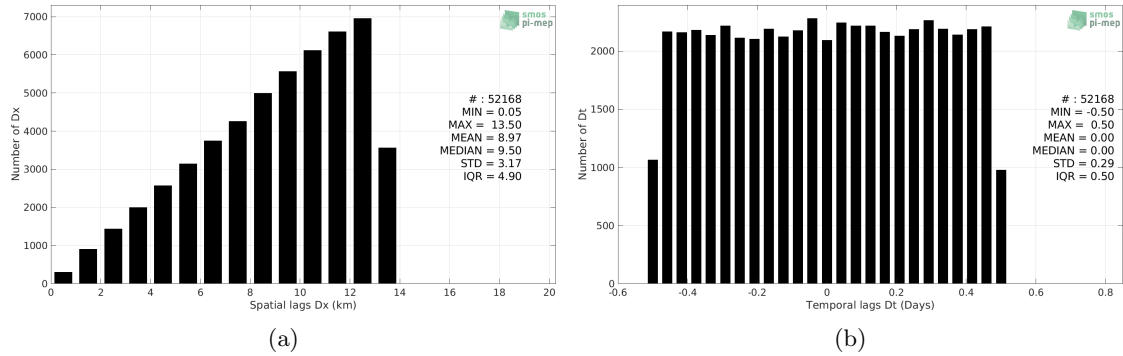 7000
6000
5000
4000
3000
2000
1000
0
Number of Dx
smos
pi-mep
# : 52168
MIN = 0.05
MAX = 13.50
MEAN = 8.97
MEDIAN = 9.50
STD = 3.17
IQR = 4.90
0 2 4 6 8 10 12 14 16 18 20
Spatial lags Dx (km)
(a)
2000
1500
1000
500
0
Number of Dt
smos
pi-mep
# : 52168
MIN = -0.50
MAX = 0.50
MEAN = 0.00
MEDIAN = 0.00
STD = 0.29
IQR = 0.50
-0.6 -0.4 -0.2 0 0.2 0.4 0.6 0.8
Temporal lags Dt (Days)
(b)